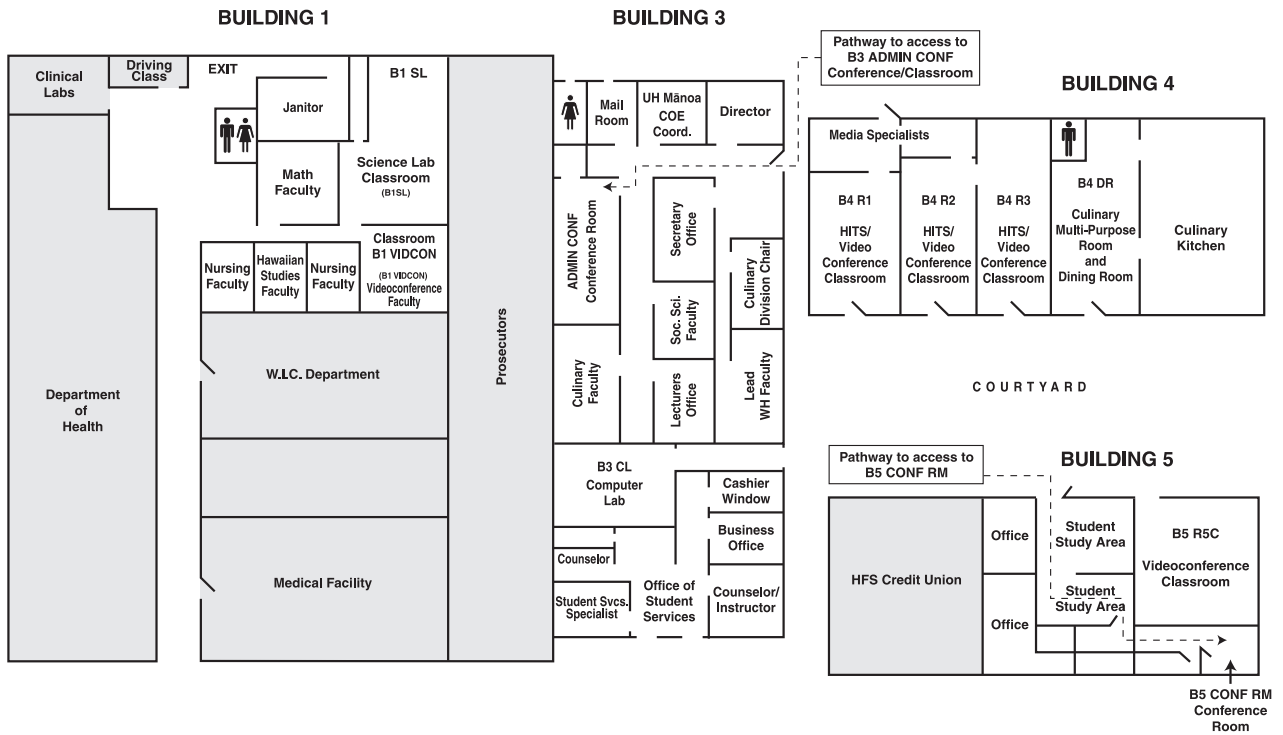 BUILDING 1
Clinical
Labs
Driving
Class
EXIT
B1 SL
Janitor
Math
Faculty
Science Lab
Classroom
(B1SL)
Nursing
Faculty
Hawaiian
Studies
Faculty
Nursing
Faculty
Classroom
B1 VIDCON
(B1 VIDCON)
Videoconference
Faculty
Department
of
Health
W.I.C. Department
Medical Facility
Prosecutors
BUILDING 3
Mail
Room
UH Mānoa
COE
Coord.
Director
Pathway to access to
B3 ADMIN CONF
Conference/Classroom
ADMIN CONF
Conference Room
Secretary
Office
Culinary
Division Chair
Soc. Sci.
Faculty
Culinary
Faculty
Lecturers
Office
Lead
WH Faculty
B3 CL
Computer
Lab
Cashier
Window
Business
Office
Counselor
Student Svcs.
Specialist
Office of
Student
Services
Counselor/
Instructor
BUILDING 4
Media Specialists
B4 R1
HITS/
Video
Conference
Classroom
B4 R2
HITS/
Video
Conference
Classroom
B4 R3
HITS/
Video
Conference
Classroom
B4 DR
Culinary
Multi-Purpose
Room
and
Dining Room
Culinary
Kitchen
COURTYARD
Pathway to access to
B5 CONF RM
BUILDING 5
HFS Credit Union
Office
Student
Study Area
B5 R5C
Videoconference
Classroom
Office
Student
Study Area
B5 CONF RM
Conference
Room